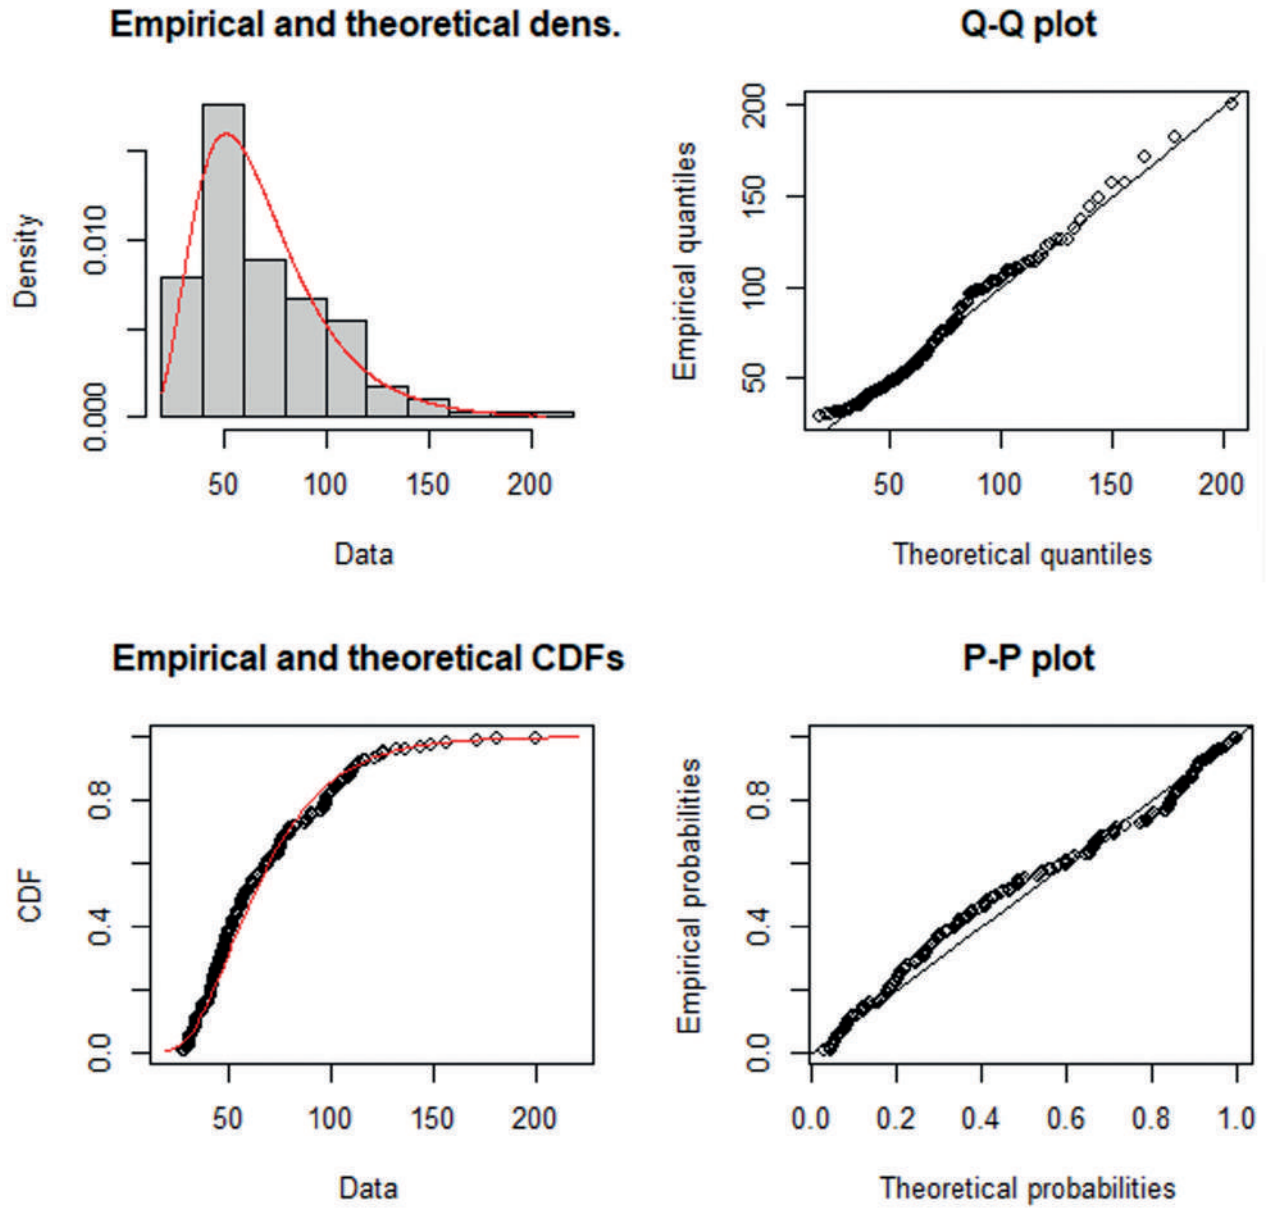 Empirical and theoretical dens.
Density
0.000
0.010
50 100 150 200
Data
Q-Q plot
Empirical quantiles
50
100
150
200
50 100 150 200
Theoretical quantiles
Empirical and theoretical CDFs
CDF
0.0
0.4
0.8
50 100 150 200
Data
P-P plot
Empirical probabilities
0.0
0.4
0.8
0.0 0.2 0.4 0.6 0.8 1.0
Theoretical probabilities